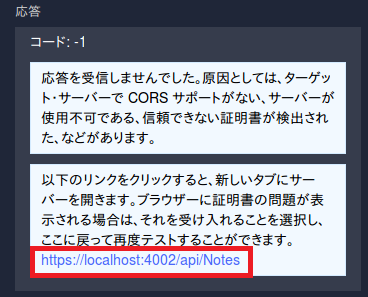 応答
コード: -1
応答を受信しませんでした。原因としては、ターゲッ
ト・サーバーで CORS サポートがない、サーバーが
使用不可である、信頼できない証明書が検出され
た、などがあります。
以下のリンクをクリックすると、新しいタブにサー
バーを開きます。ブラウザーに証明書の問題が表
示される場合は、それを受け入れることを選択し、
ここに戻って再度テストすることができます。
https://localhost:4002/api/Notes